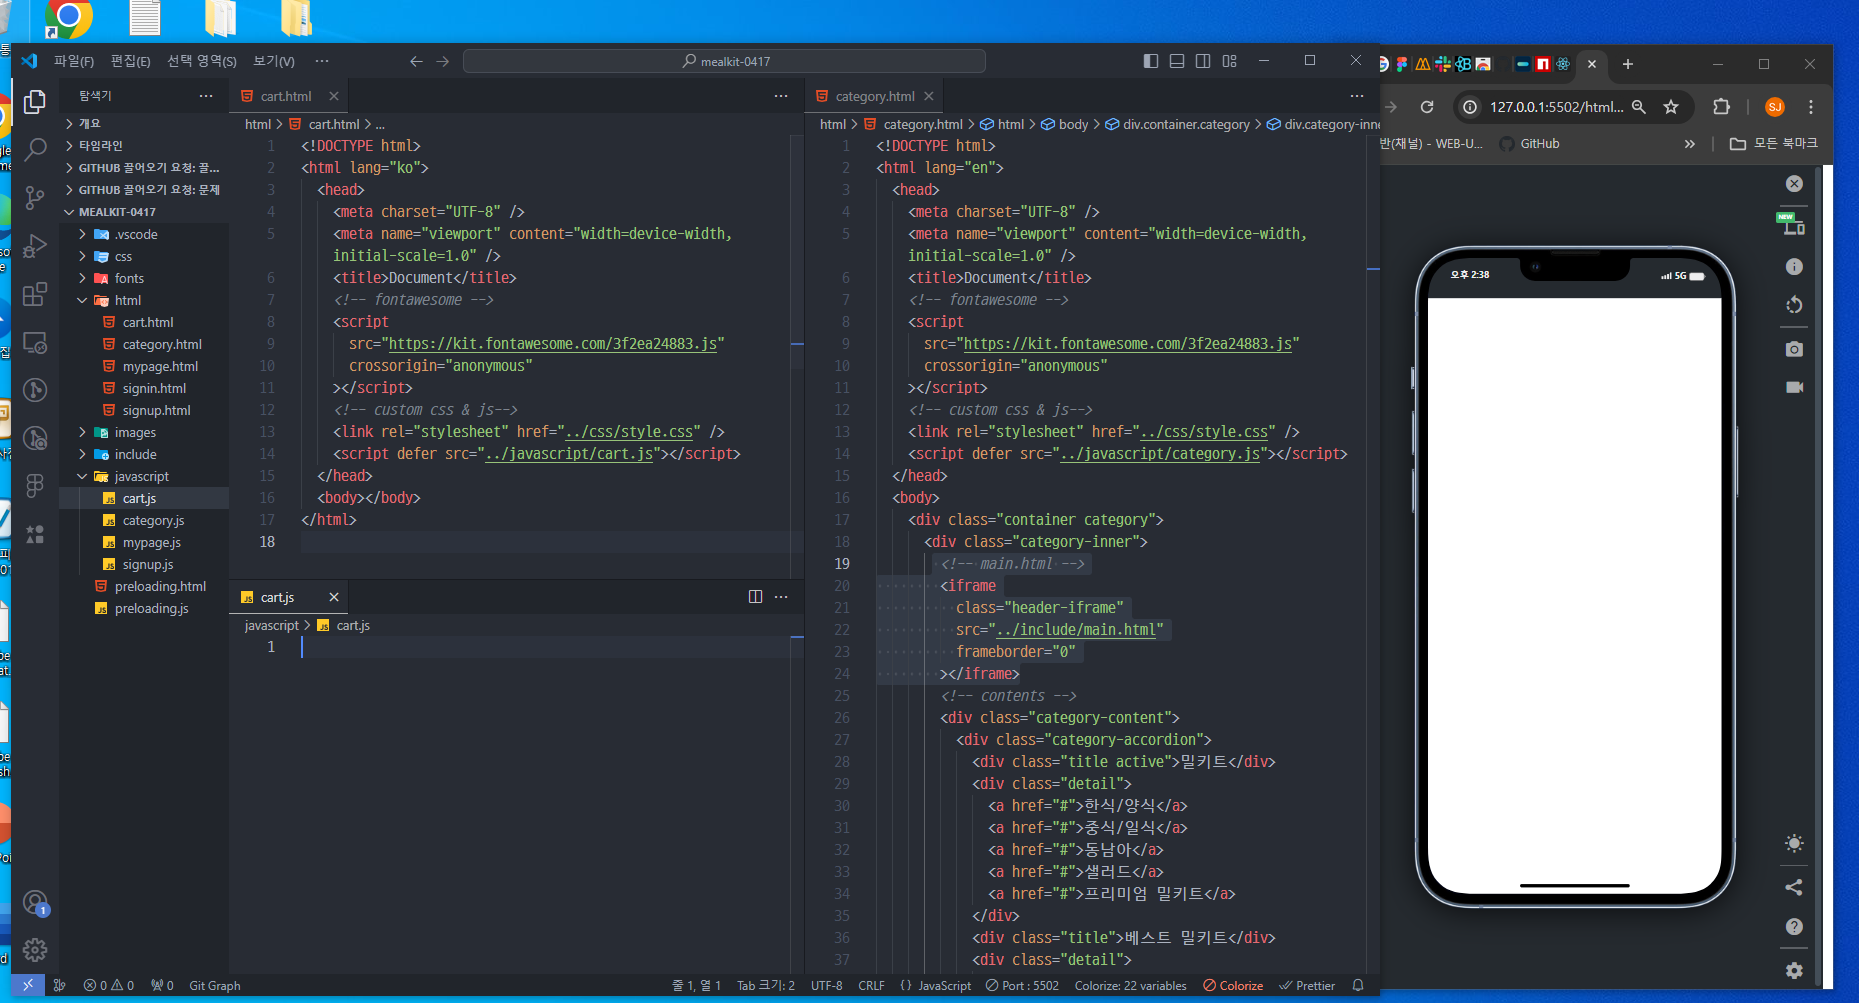 파일(F) 편집(E) 선택 영역(S) 보기(V) ··· mealkit-0417
탐색기
개요
타임라인
GITHUB 끌어오기 요청: 끌...
GITHUB 끌어오기 요청: 문제
MEALKIT-0417
.vscode
css
fonts
html
cart.html
category.html
mypage.html
signin.html
signup.html
images
include
javascript
cart.js
category.js
mypage.js
signup.js
preloading.html
preloading.js
1
cart.html
html > cart.html > ...
1 <!DOCTYPE html>
2 <html lang="ko">
3 <head>
4 <meta charset="UTF-8" />
5 <meta name="viewport" content="width=device-width,
initial-scale=1.0" />
6 <title>Document</title>
7 <!-- fontawesome -->
8 <script
9 src="https://kit.fontawesome.com/3f2ea24883.js"
10 crossorigin="anonymous"
11 ></script>
12 <!-- custom css & js-->
13 <link rel="stylesheet" href="../css/style.css" />
14 <script defer src="../javascript/cart.js"></script>
15 </head>
16 <body></body>
17 </html>
18
cart.js
javascript > cart.js
1
category.html
html > category.html > html > body > div.container.category > div.category-inne
1 <!DOCTYPE html>
2 <html lang="en">
3 <head>
4 <meta charset="UTF-8" />
5 <meta name="viewport" content="width=device-width,
initial-scale=1.0" />
6 <title>Document</title>
7 <!-- fontawesome -->
8 <script
9 src="https://kit.fontawesome.com/3f2ea24883.js"
10 crossorigin="anonymous"
11 ></script>
12 <!-- custom css & js-->
13 <link rel="stylesheet" href="../css/style.css" />
14 <script defer src="../javascript/category.js"></script>
15 </head>
16 <body>
17 <div class="container category">
18 <div class="category-inner">
19 <!-- main.html -->
20 <iframe
21 class="header-iframe"
22 src="../include/main.html"
23 frameborder="0"
24 ></iframe>
25 <!-- contents -->
26 <div class="category-content">
27 <div class="category-accordion">
28 <div class="title active">밀키트</div>
29 <div class="detail">
30 <a href="#">한식/양식</a>
31 <a href="#">중식/일식</a>
32 <a href="#">동남아</a>
33 <a href="#">샐러드</a>
34 <a href="#">프리미엄 밀키트</a>
35 </div>
36 <div class="title">베스트 밀키트</div>
37 <div class="detail">
0 0 0 Git Graph 줄 1, 열 1 Tab 크기: 2 UTF-8 CRLF {} JavaScript Port : 5502 Colorize: 22 variables Colorize Prettier
127.0.0.1:5502/html... SJ
반(채널) - WEB-U... GitHub » 모든 북마크
NEW
오후 2:38 5G